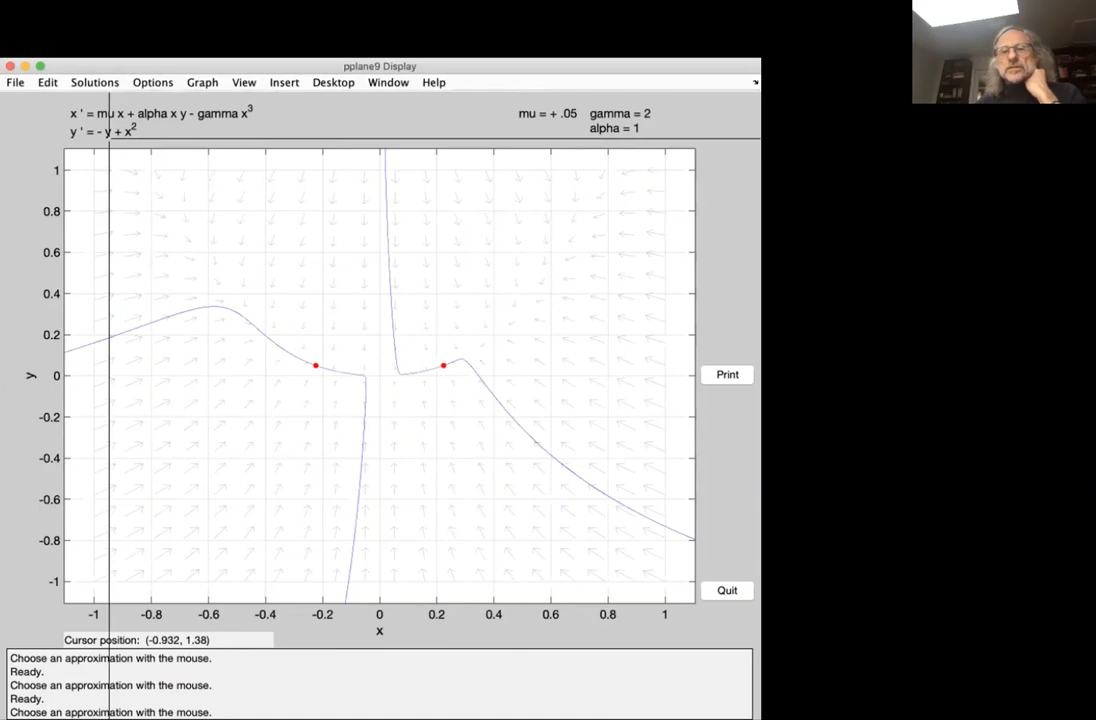 pplane9 Display
File Edit Solutions Options Graph View Insert Desktop Window Help
x ' = mu x + alpha x y - gamma x³
y ' = - y + x²
mu = + .05 gamma = 2
alpha = 1
1
0.8
0.6
0.4
0.2
0
-0.2
-0.4
-0.6
-0.8
-1
y
-1 -0.8 -0.6 -0.4 -0.2 0 0.2 0.4 0.6 0.8 1
x
Print
Quit
Cursor position: (-0.932, 1.38)
Choose an approximation with the mouse.
Ready.
Choose an approximation with the mouse.
Ready.
Choose an approximation with the mouse.